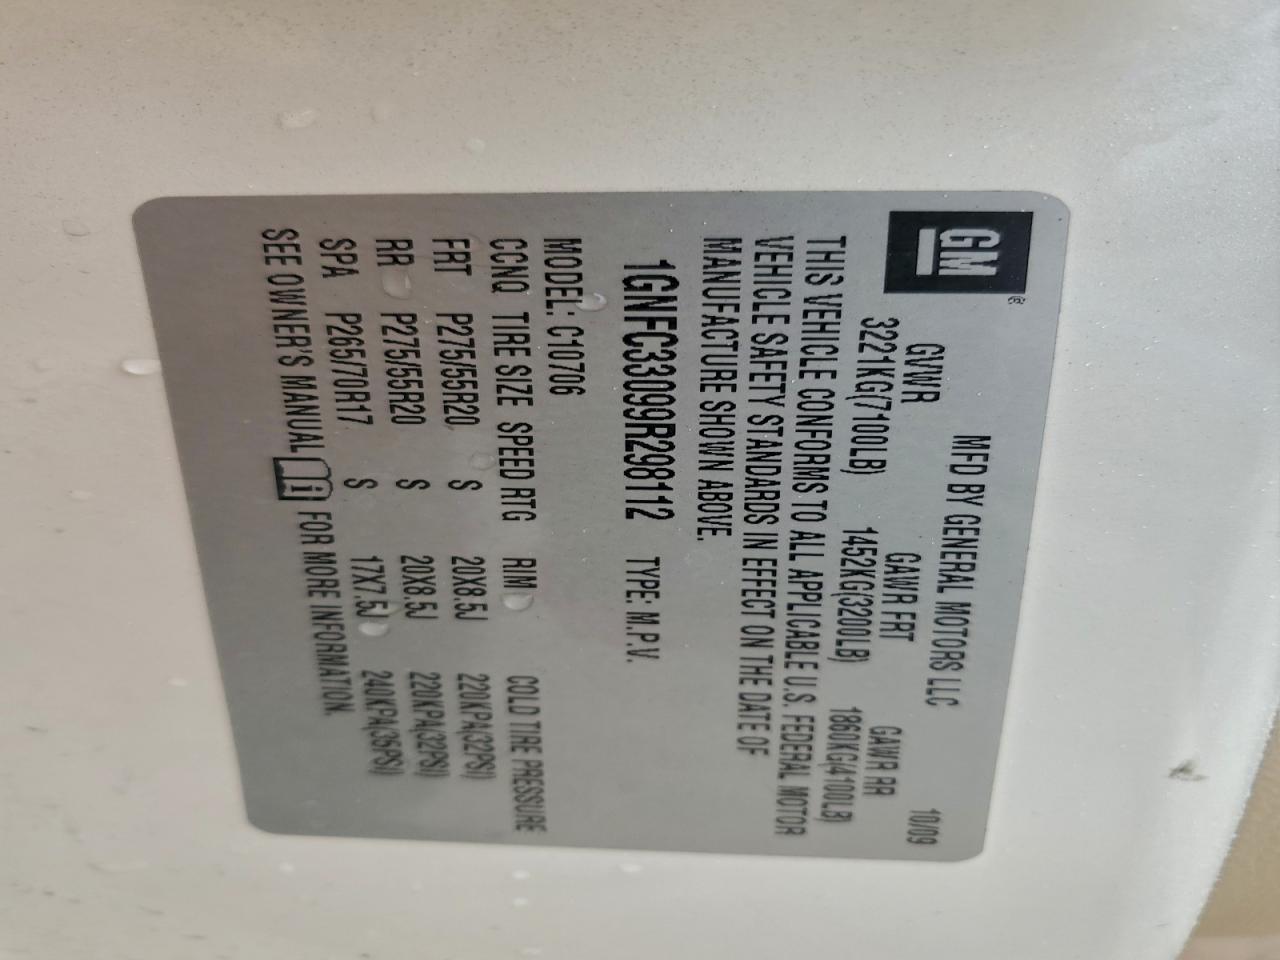 GM®
MFD BY GENERAL MOTORS LLC 10/09
GVWR GAWR FRT GAWR RR
3221KG(7100LB) 1452KG(3200LB) 1860KG(4100LB)
THIS VEHICLE CONFORMS TO ALL APPLICABLE U.S. FEDERAL MOTOR
VEHICLE SAFETY STANDARDS IN EFFECT ON THE DATE OF
MANUFACTURE SHOWN ABOVE.
1GNFC33099R298112 TYPE: M.P.V.
MODEL: C10706
CCNQ TIRE SIZE SPEED RTG RIM COLD TIRE PRESSURE
FRT P275/55R20 S 20X8.5J 220KPA(32PSI)
RR P275/55R20 S 20X8.5J 220KPA(32PSI)
SPA P265/70R17 S 17X7.5J 240KPA(35PSI)
SEE OWNER'S MANUAL FOR MORE INFORMATION.